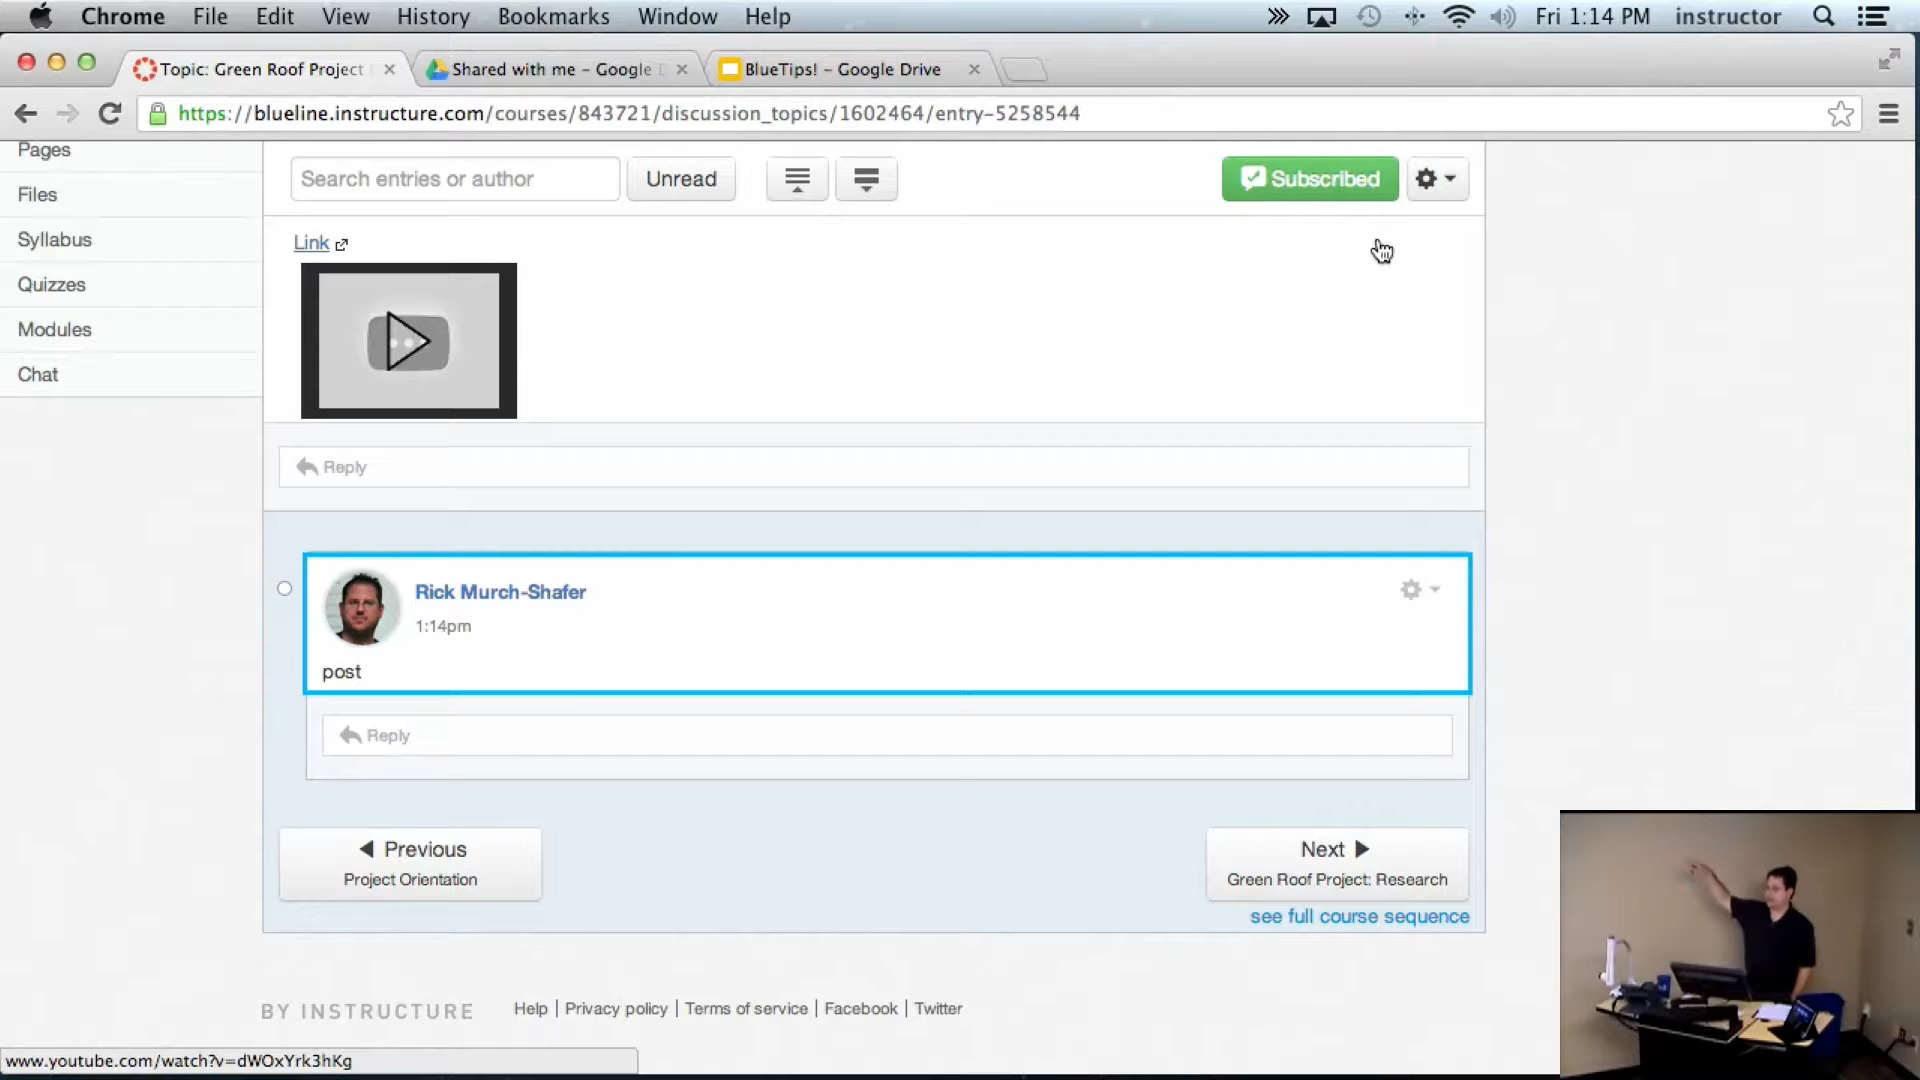 Chrome File Edit View History Bookmarks Window Help Fri 1:14 PM instructor
Topic: Green Roof Project Shared with me – Google D BlueTips! – Google Drive
https://blueline.instructure.com/courses/843721/discussion_topics/1602464/entry-5258544
Pages
Files
Syllabus
Quizzes
Modules
Chat
Search entries or author Unread Subscribed
Link
Reply
Rick Murch-Shafer
1:14pm
post
Reply
Previous
Project Orientation
Next
Green Roof Project: Research
see full course sequence
BY INSTRUCTURE Help | Privacy policy | Terms of service | Facebook | Twitter
www.youtube.com/watch?v=dWOxYrk3hKg